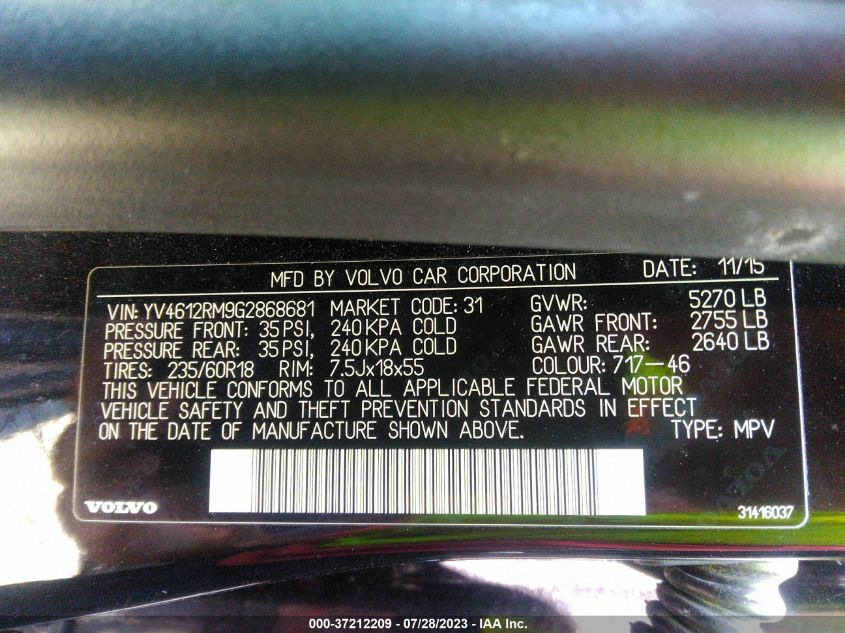 MFD BY VOLVO CAR CORPORATION DATE: 11/15
VIN: YV4612RM9G2868681 MARKET CODE: 31 GVWR: 5270 LB
PRESSURE FRONT: 35 PSI, 240 KPA COLD GAWR FRONT: 2755 LB
PRESSURE REAR: 35 PSI, 240 KPA COLD GAWR REAR: 2640 LB
TIRES: 235/60R18 RIM: 7.5Jx18x55 COLOUR: 717-46
THIS VEHICLE CONFORMS TO ALL APPLICABLE FEDERAL MOTOR
VEHICLE SAFETY AND THEFT PREVENTION STANDARDS IN EFFECT
ON THE DATE OF MANUFACTURE SHOWN ABOVE. TYPE: MPV
VOLVO 31416037
000-37212209 - 07/28/2023 - IAA Inc.